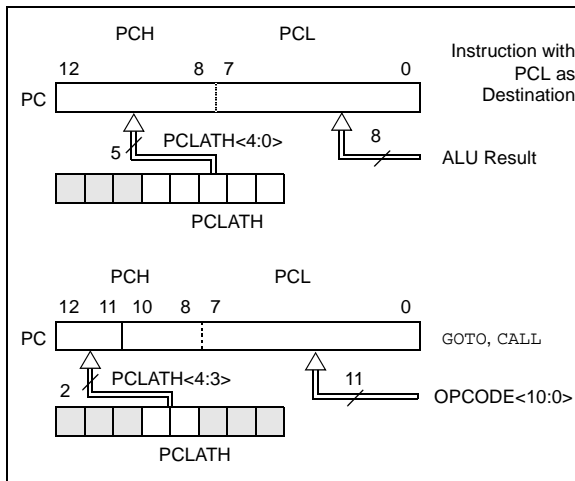 PCH PCL
12 8 7 0
Instruction with
PCL as
Destination
PC
5
PCLATH<4:0>
8
ALU Result
PCLATH
PCH PCL
12 11 10 8 7 0
PC
GOTO, CALL
2
PCLATH<4:3>
11
OPCODE<10:0>
PCLATH